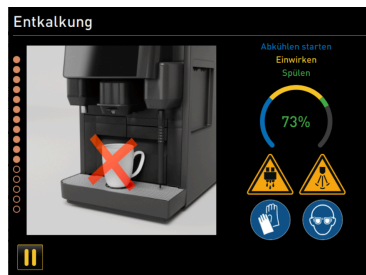 Entkalkung
Abkühlen starten
Einwirken
Spülen
73%